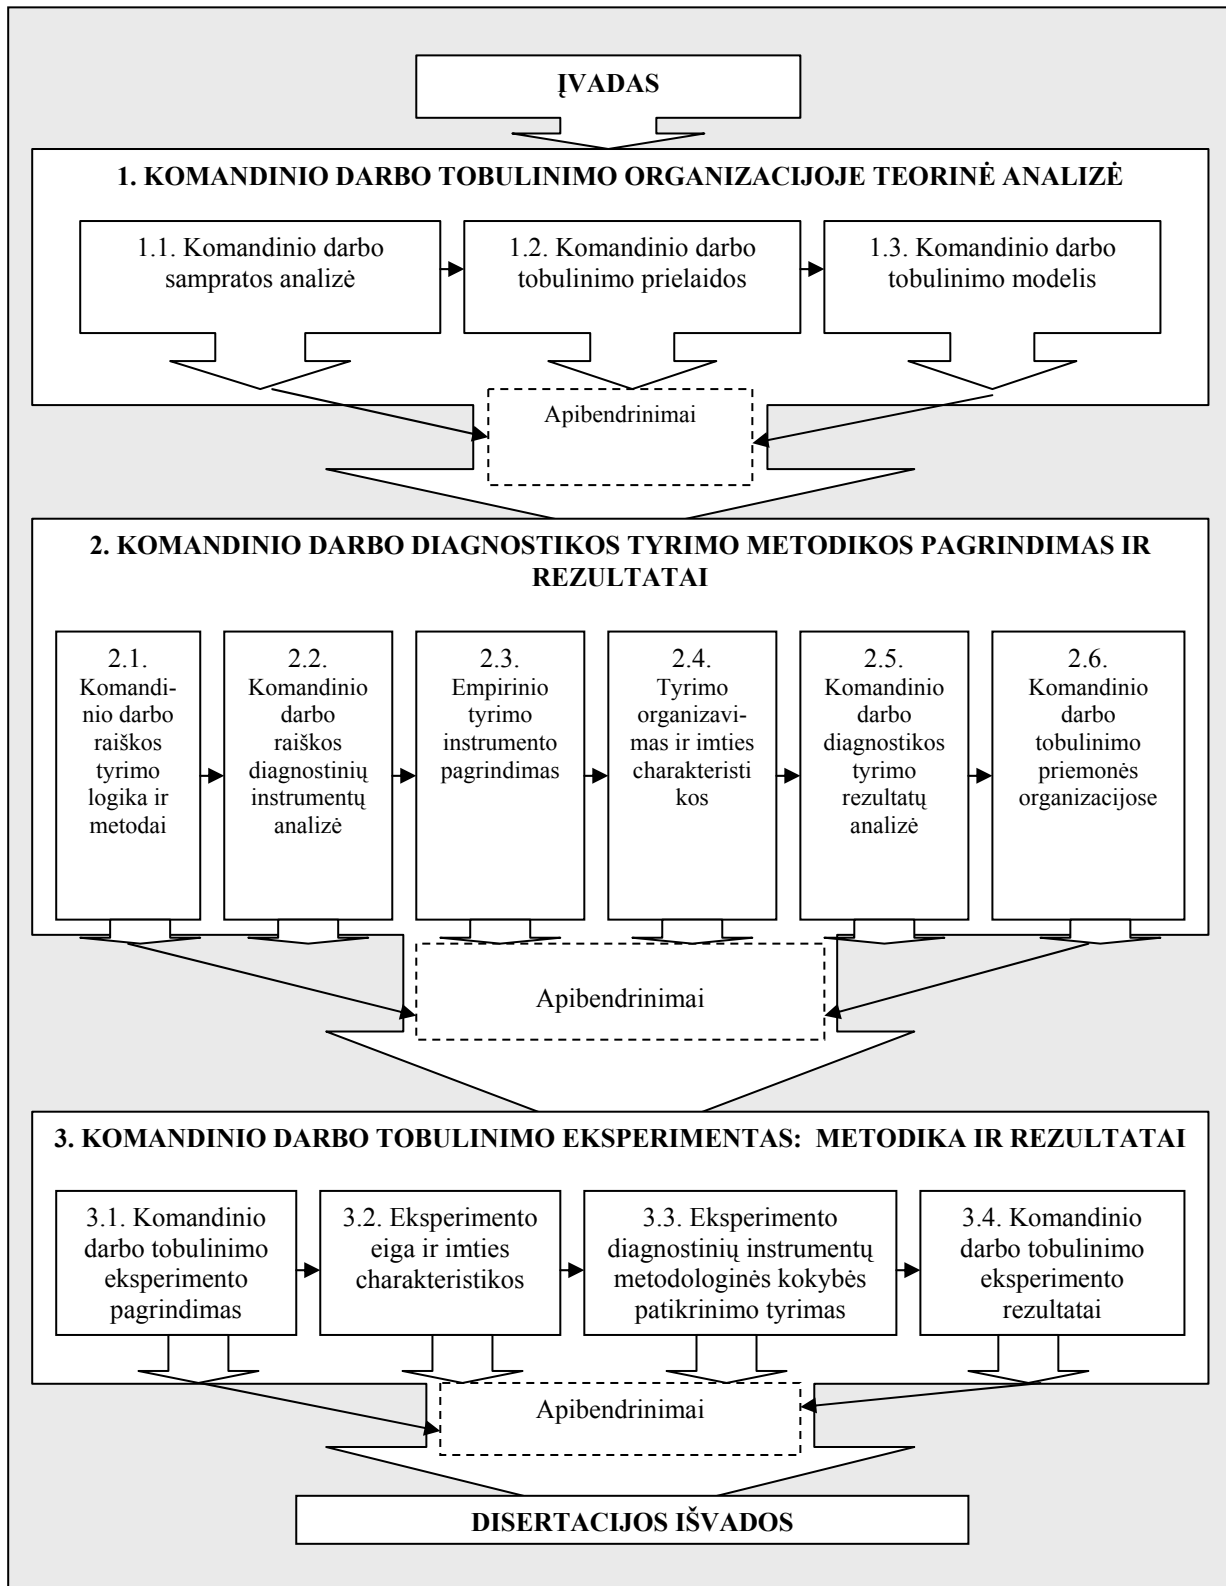 ĮVADAS
1. KOMANDINIO DARBO TOBULINIMO ORGANIZACIJOJE TEORINĖ ANALIZĖ
1.1. Komandinio darbo
sampratos analizė
1.2. Komandinio darbo
tobulinimo prielaidos
1.3. Komandinio darbo
tobulinimo modelis
Apibendrinimai
2. KOMANDINIO DARBO DIAGNOSTIKOS TYRIMO METODIKOS PAGRINDIMAS IR
REZULTATAI
2.1.
Komandi-
nio darbo
raiškos
tyrimo
logika ir
metodai
2.2.
Komandinio
darbo
raiškos
diagnostinių
instrumentų
analizė
2.3.
Empirinio
tyrimo
instrumento
pagrindimas
2.4.
Tyrimo
organizavi-
mas ir imties
charakteristi
kos
2.5.
Komandinio
darbo
diagnostikos
tyrimo
rezultatų
analizė
2.6.
Komandinio
darbo
tobulinimo
priemonės
organizacijose
Apibendrinimai
3. KOMANDINIO DARBO TOBULINIMO EKSPERIMENTAS: METODIKA IR REZULTATAI
3.1. Komandinio
darbo tobulinimo
eksperimento
pagrindimas
3.2. Eksperimento
eiga ir imties
charakteristikos
3.3. Eksperimento
diagnostinių instrumentų
metodologinės kokybės
patikrinimo tyrimas
3.4. Komandinio
darbo tobulinimo
eksperimento
rezultatai
Apibendrinimai
DISERTACIJOS IŠVADOS